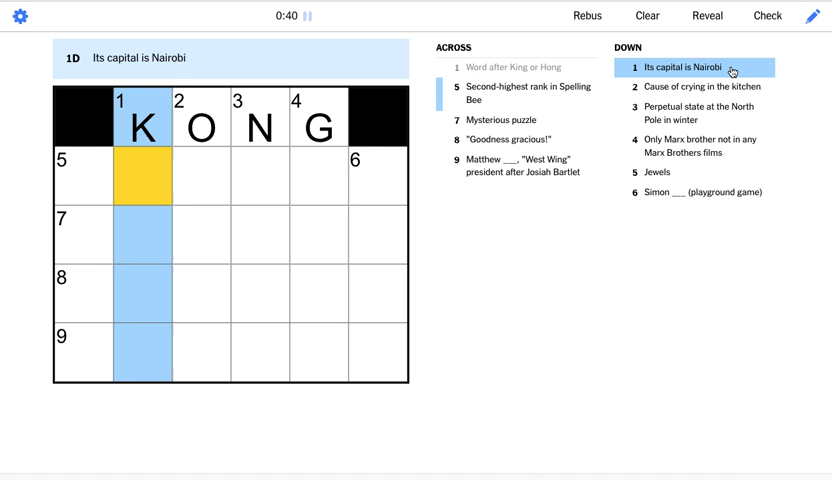 0:40
Rebus
Clear
Reveal
Check
1D Its capital is Nairobi
1 2 3 4
K O N G
5 6
7
8
9
ACROSS
1 Word after King or Hong
5 Second-highest rank in Spelling
Bee
7 Mysterious puzzle
8 "Goodness gracious!"
9 Matthew ___, "West Wing"
president after Josiah Bartlet
DOWN
1 Its capital is Nairobi
2 Cause of crying in the kitchen
3 Perpetual state at the North
Pole in winter
4 Only Marx brother not in any
Marx Brothers films
5 Jewels
6 Simon ___ (playground game)